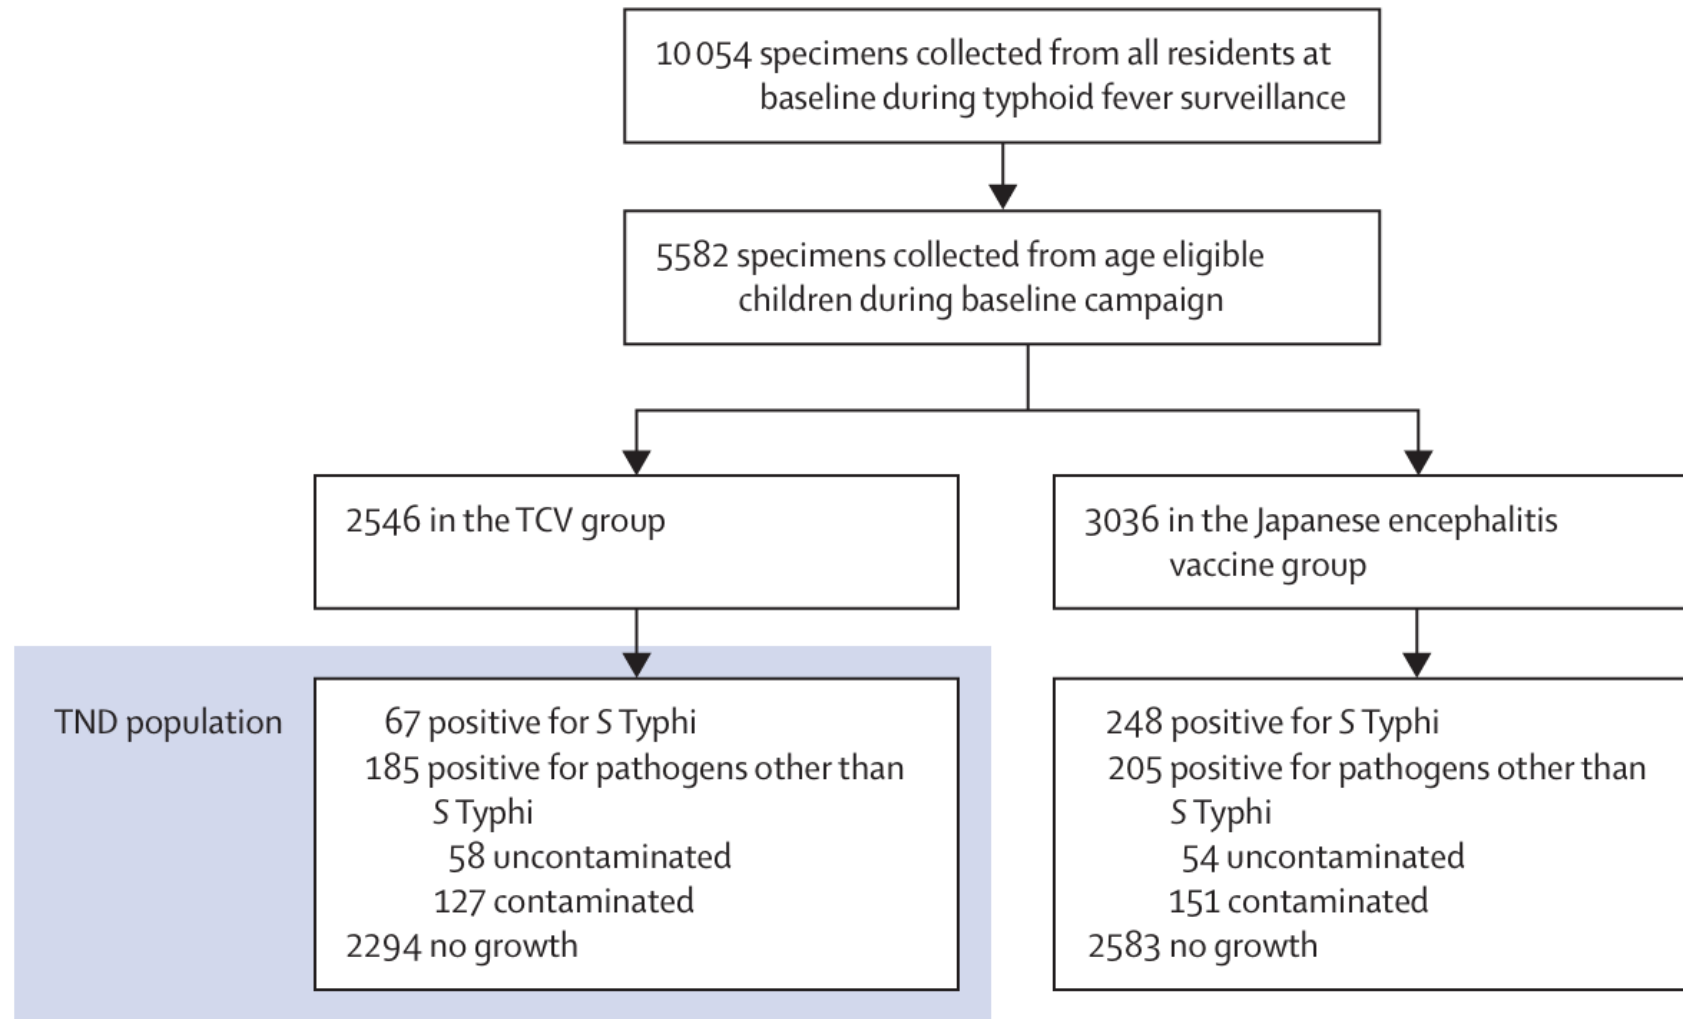 10 054 specimens collected from all residents at
baseline during typhoid fever surveillance
5582 specimens collected from age eligible
children during baseline campaign
2546 in the TCV group
3036 in the Japanese encephalitis
vaccine group
TND population
67 positive for S Typhi
185 positive for pathogens other than
S Typhi
58 uncontaminated
127 contaminated
2294 no growth
248 positive for S Typhi
205 positive for pathogens other than
S Typhi
54 uncontaminated
151 contaminated
2583 no growth